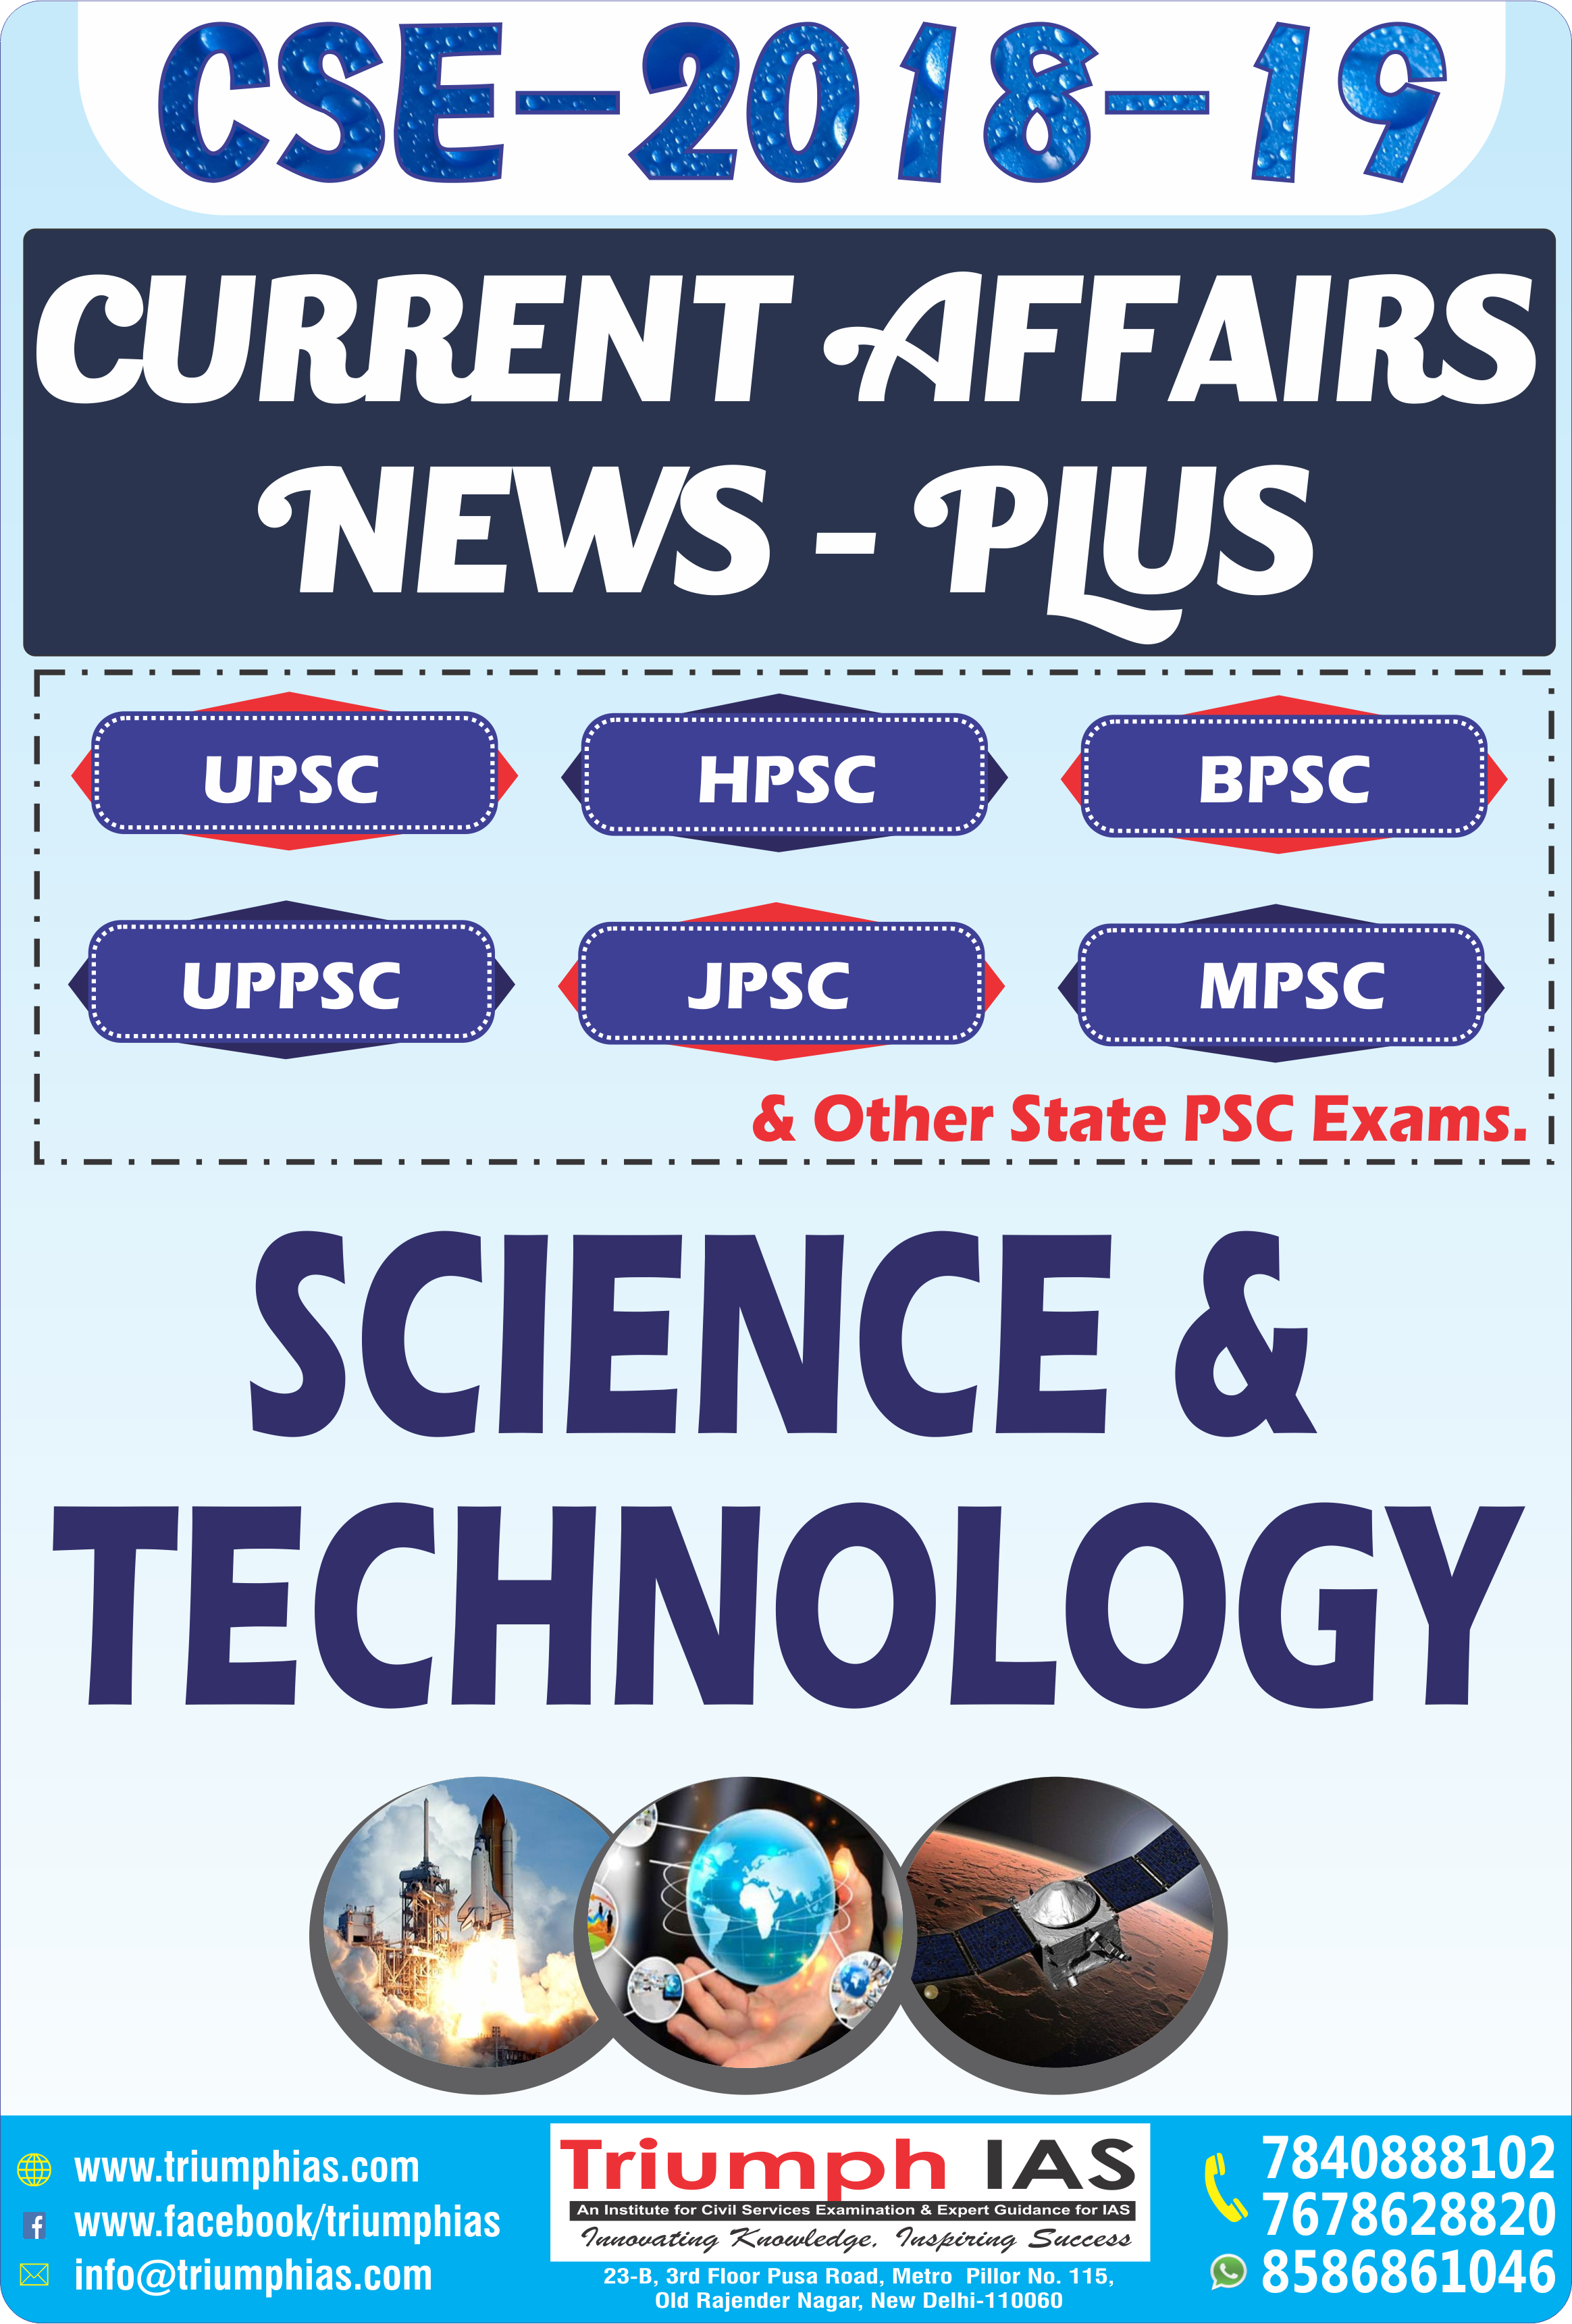 CSE-2018-19
CURRENT AFFAIRS
NEWS - PLUS
UPSC
HPSC
BPSC
UPPSC
JPSC
MPSC
& Other State PSC Exams.
SCIENCE &
TECHNOLOGY
www.triumphias.com
www.facebook/triumphias
info@triumphias.com
Triumph IAS
An Institute for Civil Services Examination & Expert Guidance for IAS
Innovating Knowledge, Inspiring Success
23-B, 3rd Floor Pusa Road, Metro Pillor No. 115,
Old Rajender Nagar, New Delhi-110060
7840888102
7678628820
8586861046